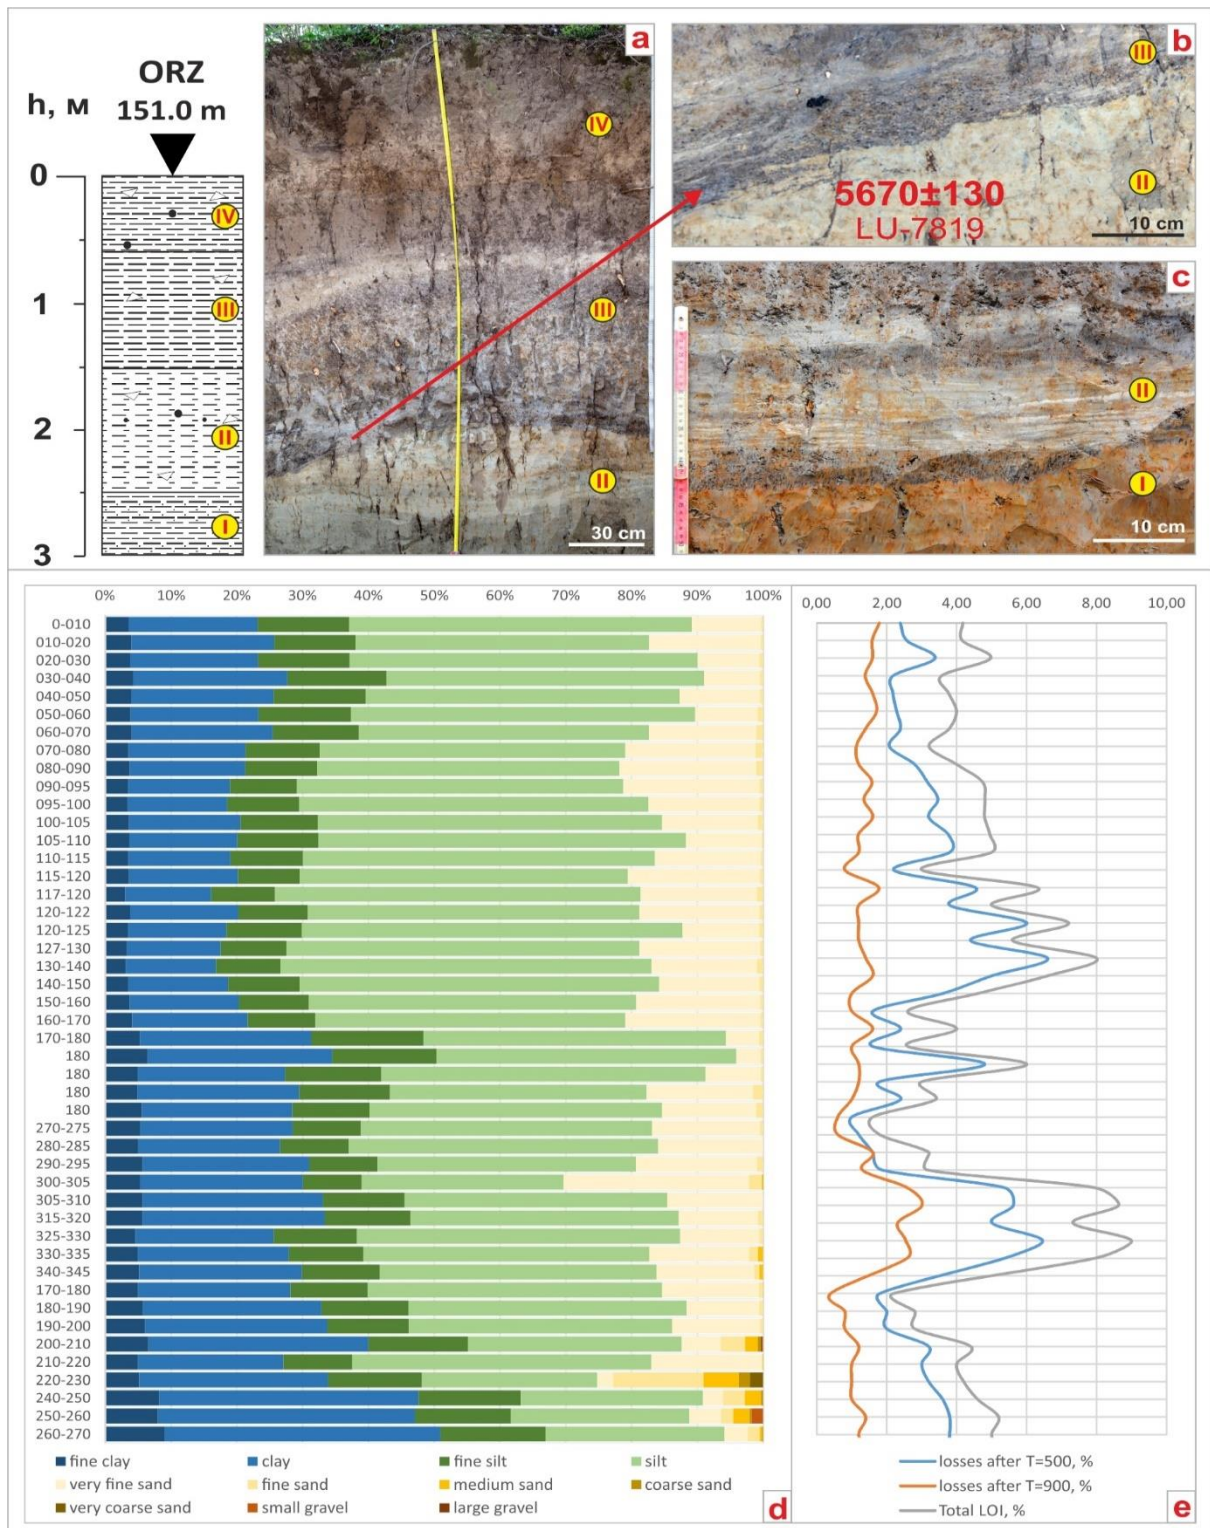 ORZ
h, м 151.0 m
0
1
2
3
IV
III
II
I
a
IV
III
II
30 cm
b
III
II
5670±130
LU-7819
10 cm
c
II
I
10 cm
0% 10% 20% 30% 40% 50% 60% 70% 80% 90% 100%
0-010
010-020
020-030
030-040
040-050
050-060
060-070
070-080
080-090
090-095
095-100
100-105
105-110
110-115
115-120
117-120
120-122
120-125
127-130
130-140
140-150
150-160
160-170
170-180
180
180
180
180
270-275
280-285
290-295
300-305
305-310
315-320
325-330
330-335
340-345
170-180
180-190
190-200
200-210
210-220
220-230
240-250
250-260
260-270
fine clay clay fine silt silt
very fine sand fine sand medium sand coarse sand
very coarse sand small gravel large gravel
d
0,00 2,00 4,00 6,00 8,00 10,00
losses after T=500, %
losses after T=900, %
Total LOI, %
e